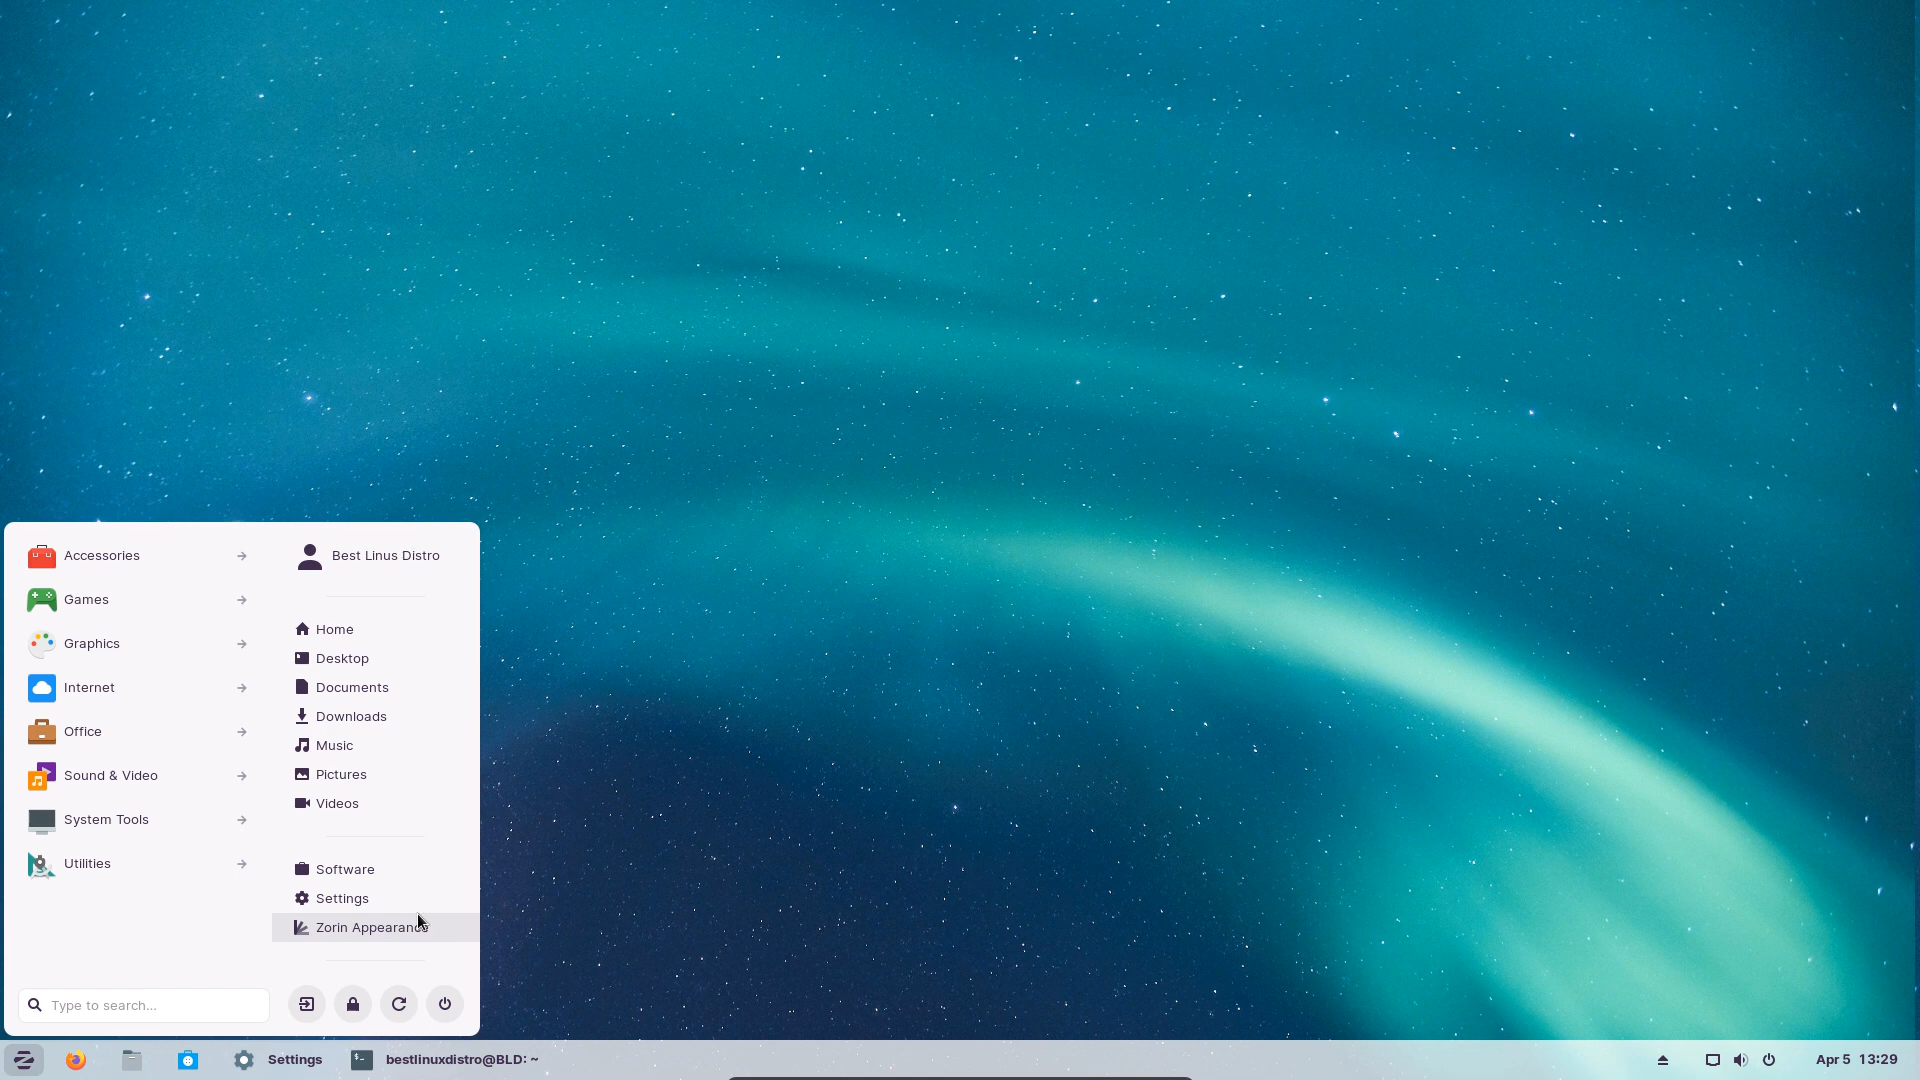 Accessories
Games
Graphics
Internet
Office
Sound & Video
System Tools
Utilities
Type to search...
Best Linus Distro
Home
Desktop
Documents
Downloads
Music
Pictures
Videos
Software
Settings
Zorin Appearance
Settings
bestlinuxdistro@BLD: ~
Apr 5 13:29